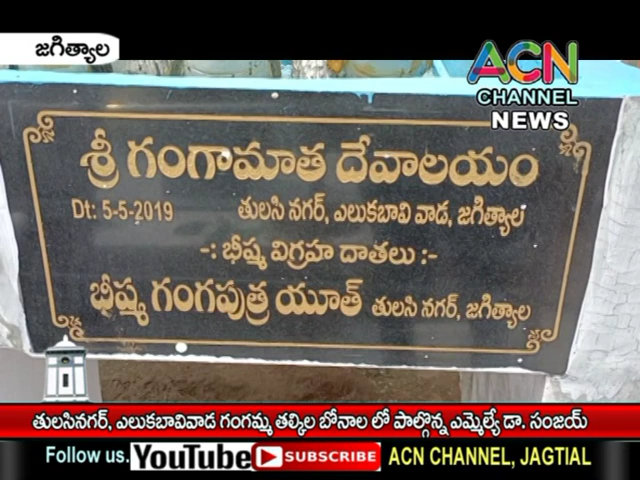 జగిత్యాల
ACN
CHANNEL
NEWS
శ్రీ గంగామాత దేవాలయం
Dt: 5-5-2019 తులసి నగర్, ఎలుకబావి వాడ, జగిత్యాల
-: భీష్మ విగ్రహ దాతలు :-
భీష్మ గంగపుత్ర యూత్ తులసి నగర్, జగిత్యాల
తులసినగర్, ఎలుకబావివాడ గంగమ్మ తల్కిల బోనాల లో పాల్గొన్న ఎమ్మెల్యే డా. సంజయ్
Follow us. YouTube SUBSCRIBE ACN CHANNEL, JAGTIAL